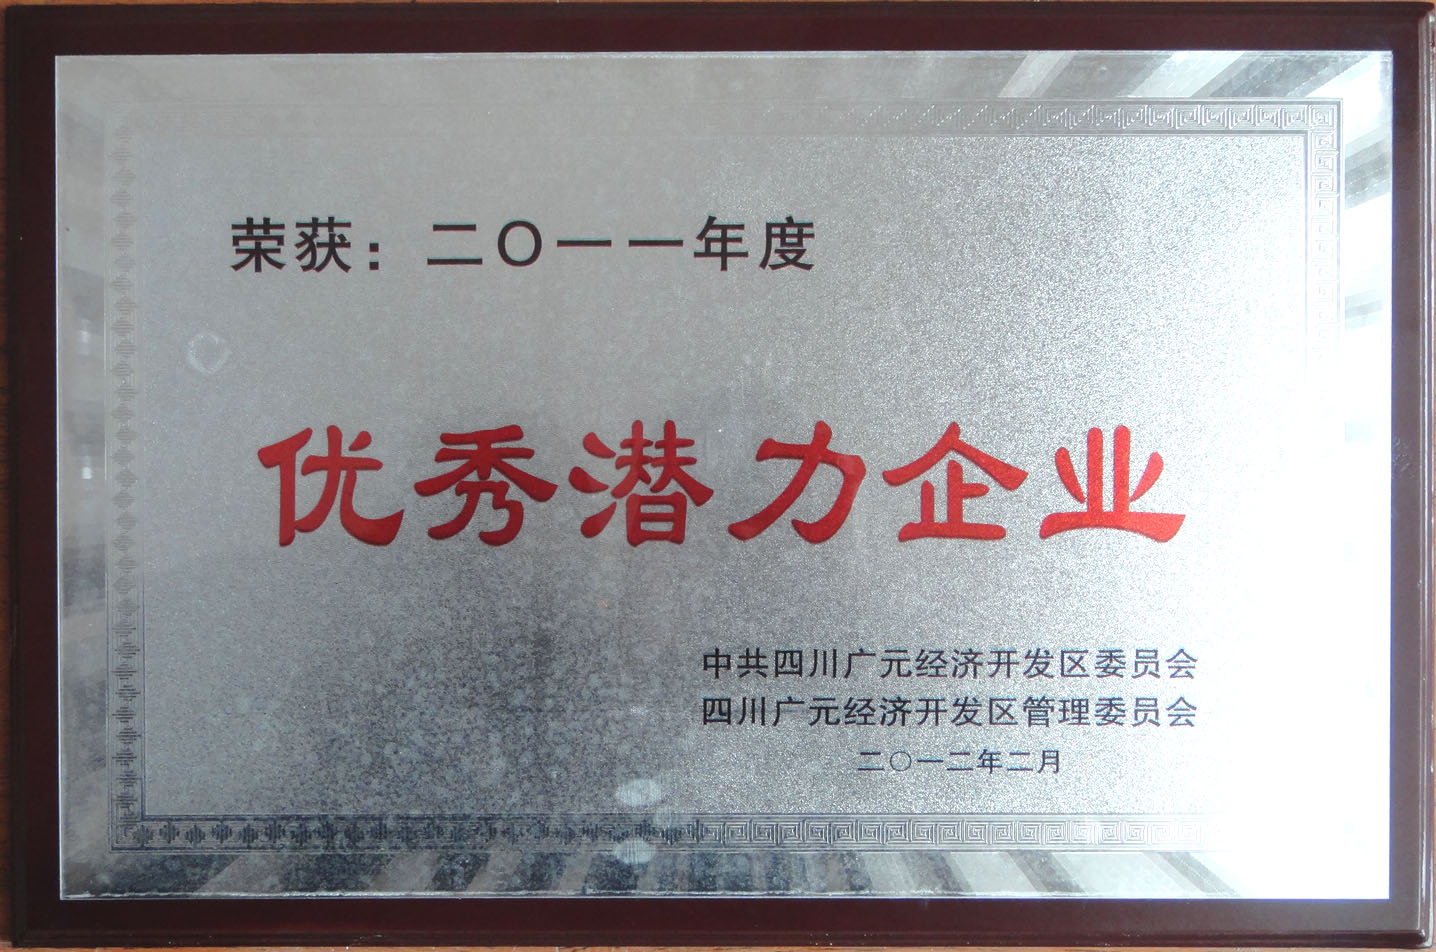 荣获：二〇一一年度
优秀潜力企业
中共四川广元经济开发区委员会
四川广元经济开发区管理委员会
二〇一二年二月